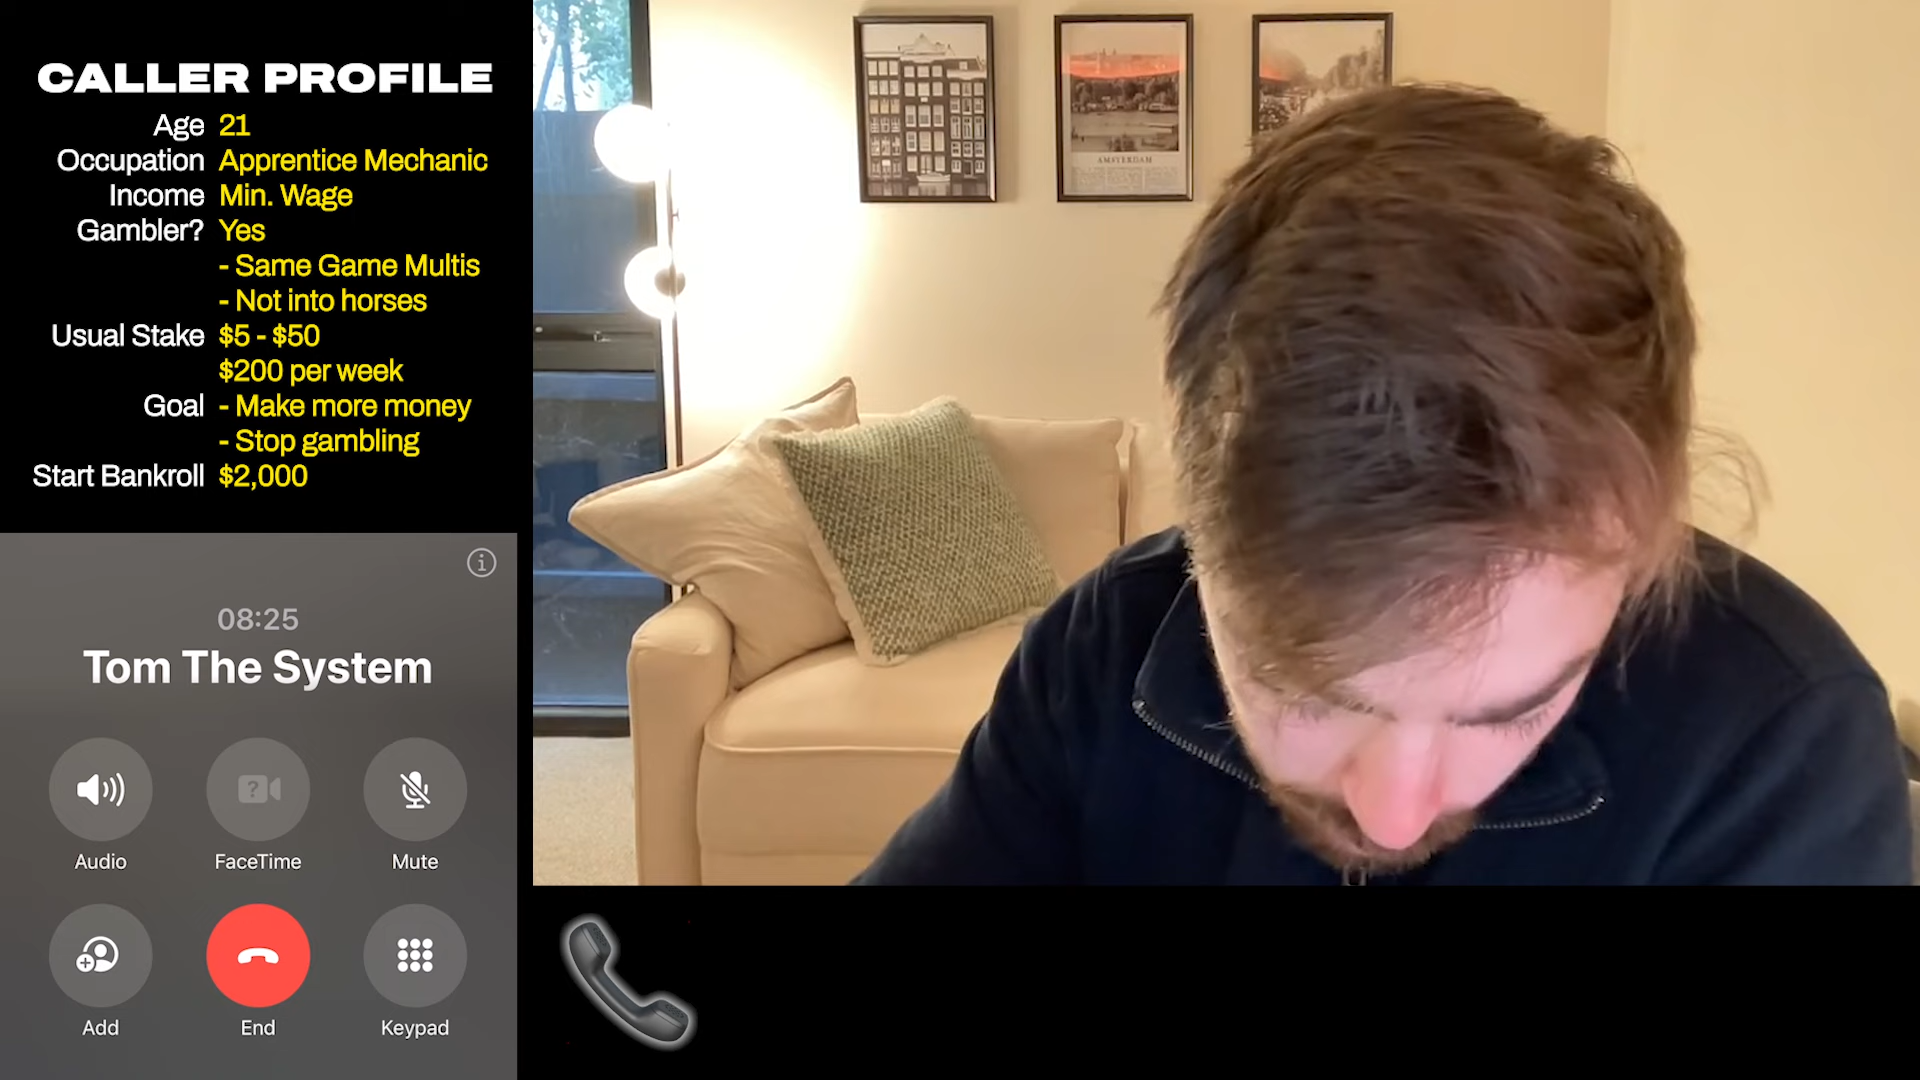 CALLER PROFILE
Age 21
Occupation Apprentice Mechanic
Income Min. Wage
Gambler? Yes
- Same Game Multis
- Not into horses
Usual Stake $5 - $50
$200 per week
Goal - Make more money
- Stop gambling
Start Bankroll $2,000
08:25
Tom The System
Audio
FaceTime
Mute
Add
End
Keypad
AMSTERDAM